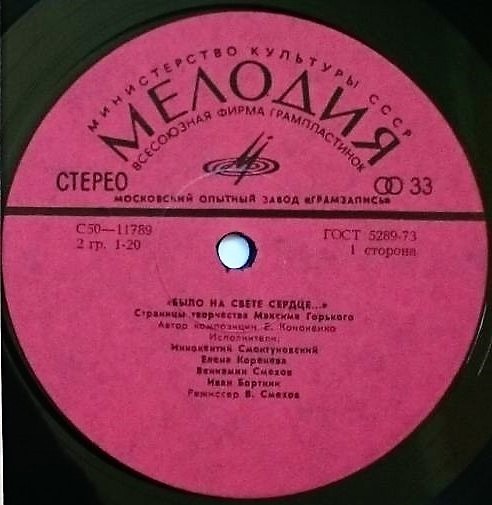 МИНИСТЕРСТВО КУЛЬТУРЫ СССР
МЕЛОДИЯ
ВСЕСОЮЗНАЯ ФИРМА ГРАМПЛАСТИНОК
СТЕРЕО
33
МОСКОВСКИЙ ОПЫТНЫЙ ЗАВОД «ГРАМЗАПИСЬ»
С50—11789
ГОСТ 5289-73
2 гр. 1-20
1 сторона
«БЫЛО НА СВЕТЕ СЕРДЦЕ...»
Страницы творчества Максима Горького
Автор композиции Е. Кононенко
Исполнители:
Иннокентий Смоктуновский
Елена Коренева
Вениамин Смехов
Иван Бортник
Режиссер В. Смехов